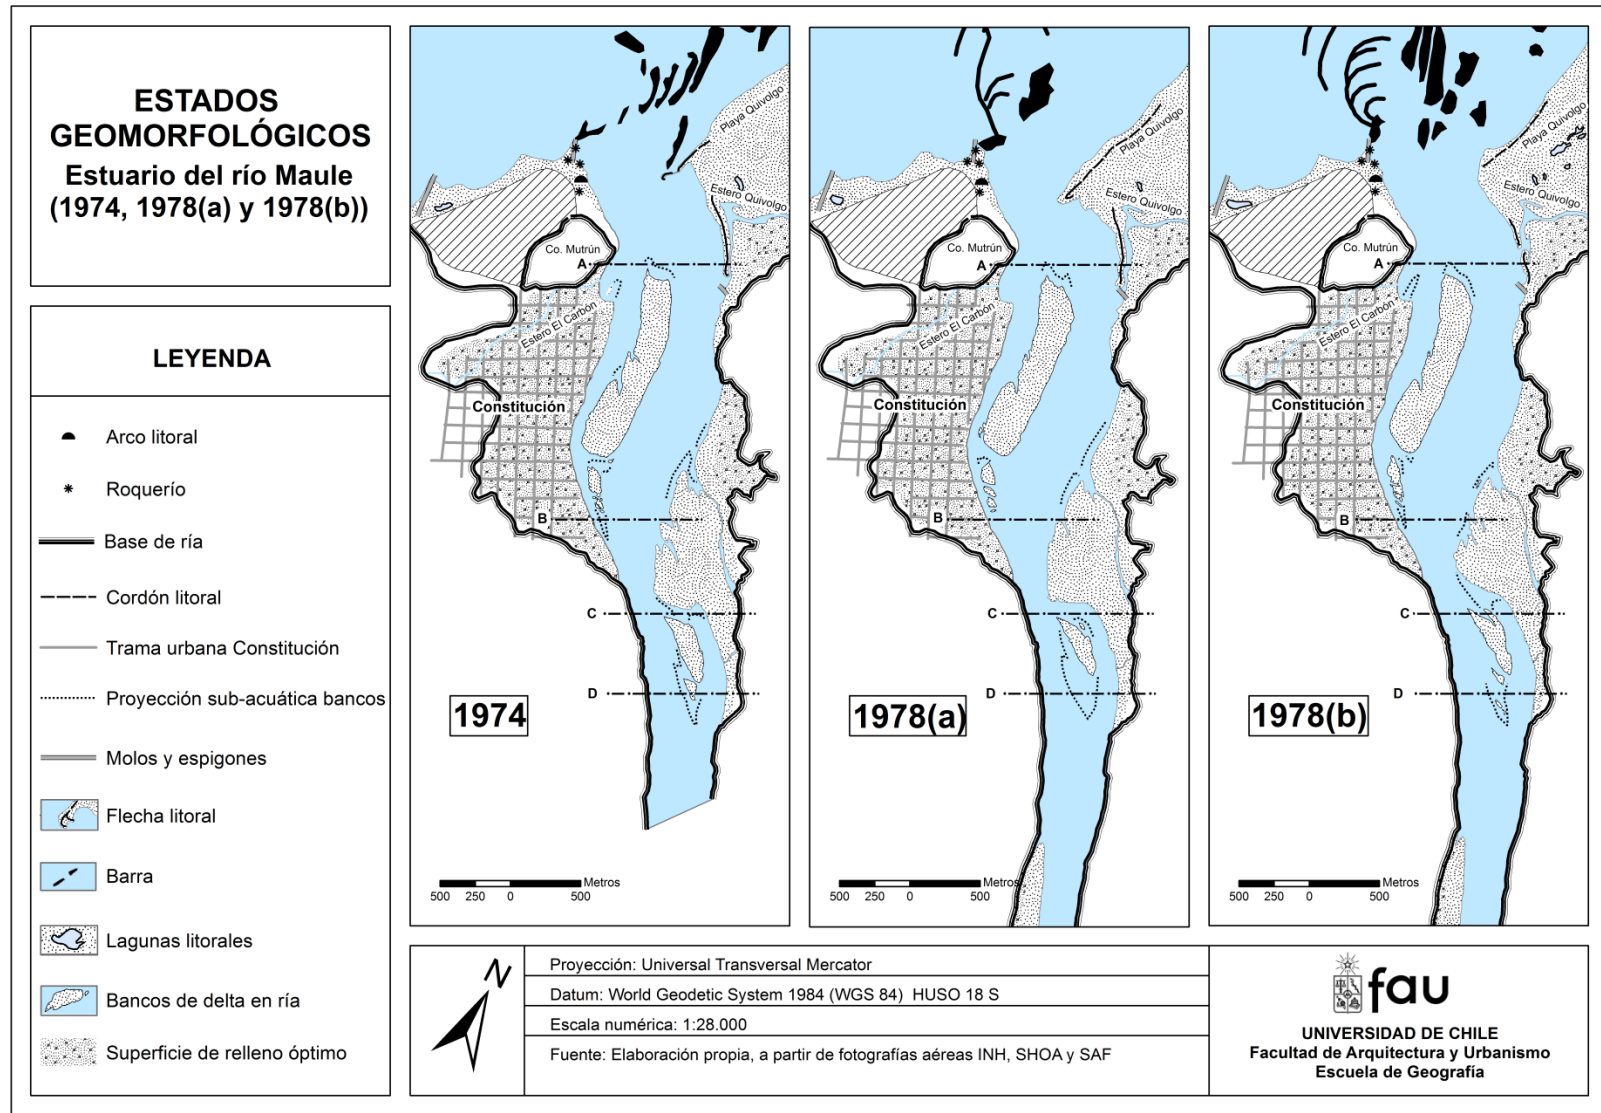 ESTADOS
GEOMORFOLÓGICOS
Estuario del río Maule
(1974, 1978(a) y 1978(b))
LEYENDA
Arco litoral
Roquerío
Base de ría
Cordón litoral
Trama urbana Constitución
Proyección sub-acuática bancos
Molos y espigones
Flecha litoral
Barra
Lagunas litorales
Bancos de delta en ría
Superficie de relleno óptimo
Playa Quivolgo
Estero Quivolgo
Co. Mutrún
A
Estero El Carbón
Constitución
B
C
D
1974
Metros
500 250 0 500
Playa Quivolgo
Estero Quivolgo
Co. Mutrún
A
Estero El Carbón
Constitución
B
C
D
1978(a)
Metros
500 250 0 500
Playa Quivolgo
Estero Quivolgo
Co. Mutrún
A
Estero El Carbón
Constitución
B
C
D
1978(b)
Metros
500 250 0 500
N
Proyección: Universal Transversal Mercator
Datum: World Geodetic System 1984 (WGS 84) HUSO 18 S
Escala numérica: 1:28.000
Fuente: Elaboración propia, a partir de fotografías aéreas INH, SHOA y SAF
fau
UNIVERSIDAD DE CHILE
Facultad de Arquitectura y Urbanismo
Escuela de Geografía